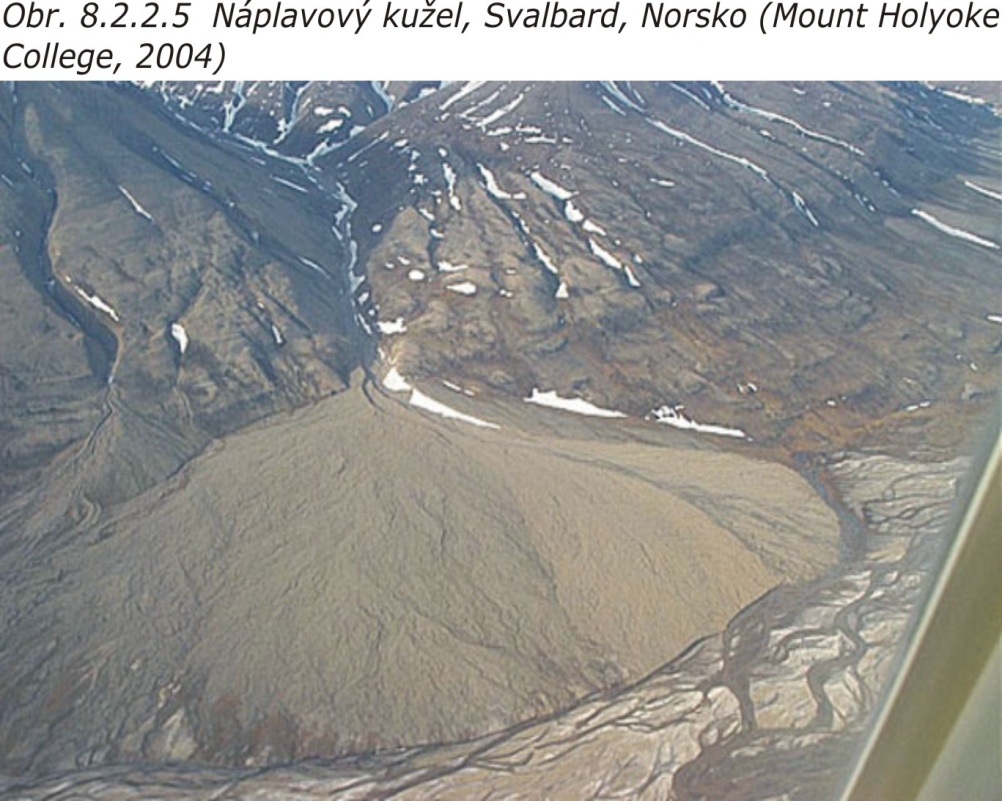 Obr. 8.2.2.5 Náplavový kužel, Svalbard, Norsko (Mount Holyoke
College, 2004)